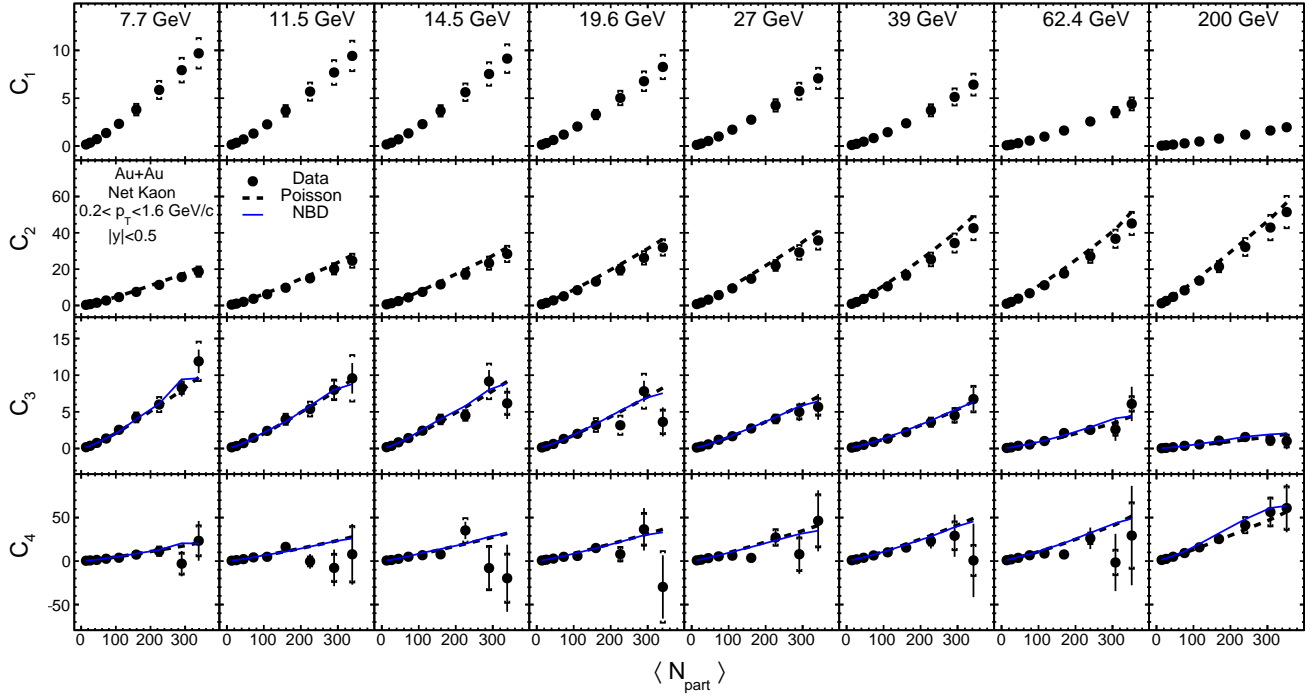 7.7 GeV 11.5 GeV 14.5 GeV 19.6 GeV 27 GeV 39 GeV 62.4 GeV 200 GeV
C1
10
5
0
Au+Au
Net Kaon
0.2< pT<1.6 GeV/c
|y|<0.5
Data
Poisson
NBD
C2
60
40
20
0
C3
15
10
5
0
C4
50
0
-50
0 100 200 300 0 100 200 300 0 100 200 300 0 100 200 300 0 100 200 300 0 100 200 300 0 100 200 300 0 100 200 300
⟨ Npart ⟩